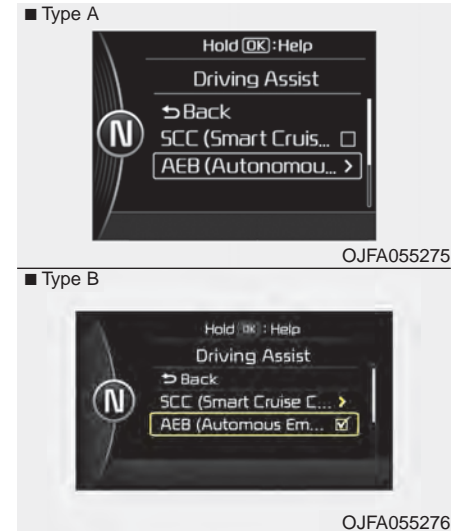 ■ Type A
Hold OK : Help
Driving Assist
⮌ Back
SCC (Smart Cruis... ☐
AEB (Autonomou... >
N
OJFA055275
■ Type B
Hold OK : Help
Driving Assist
⮌ Back
SCC (Smart Cruise C... >
AEB (Automous Em... ☑
N
OJFA055276